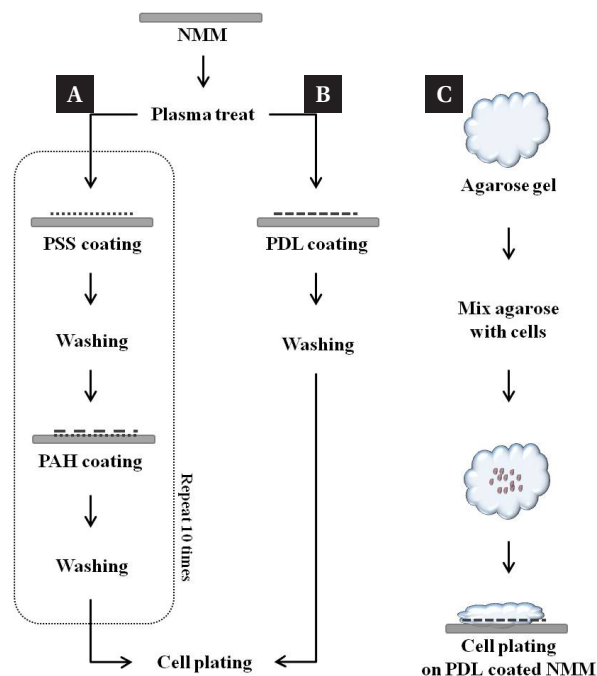 NMM
A
B
C
Plasma treat
Agarose gel
PSS coating
PDL coating
Mix agarose
with cells
Washing
Washing
PAH coating
Repeat 10 times
Washing
Cell plating
Cell plating
on PDL coated NMM